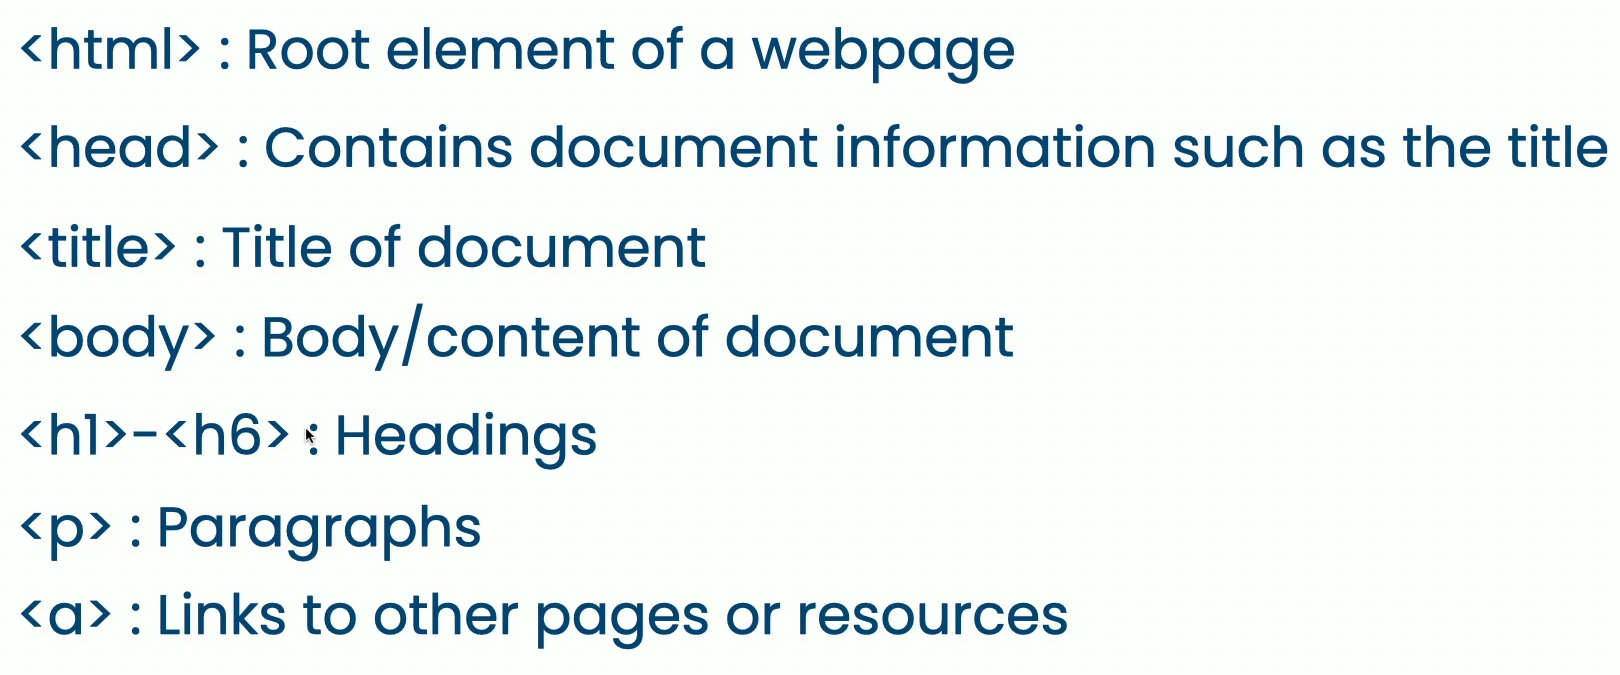 <html> : Root element of a webpage
<head> : Contains document information such as the title
<title> : Title of document
<body> : Body/content of document
<h1>-<h6> : Headings
<p> : Paragraphs
<a> : Links to other pages or resources